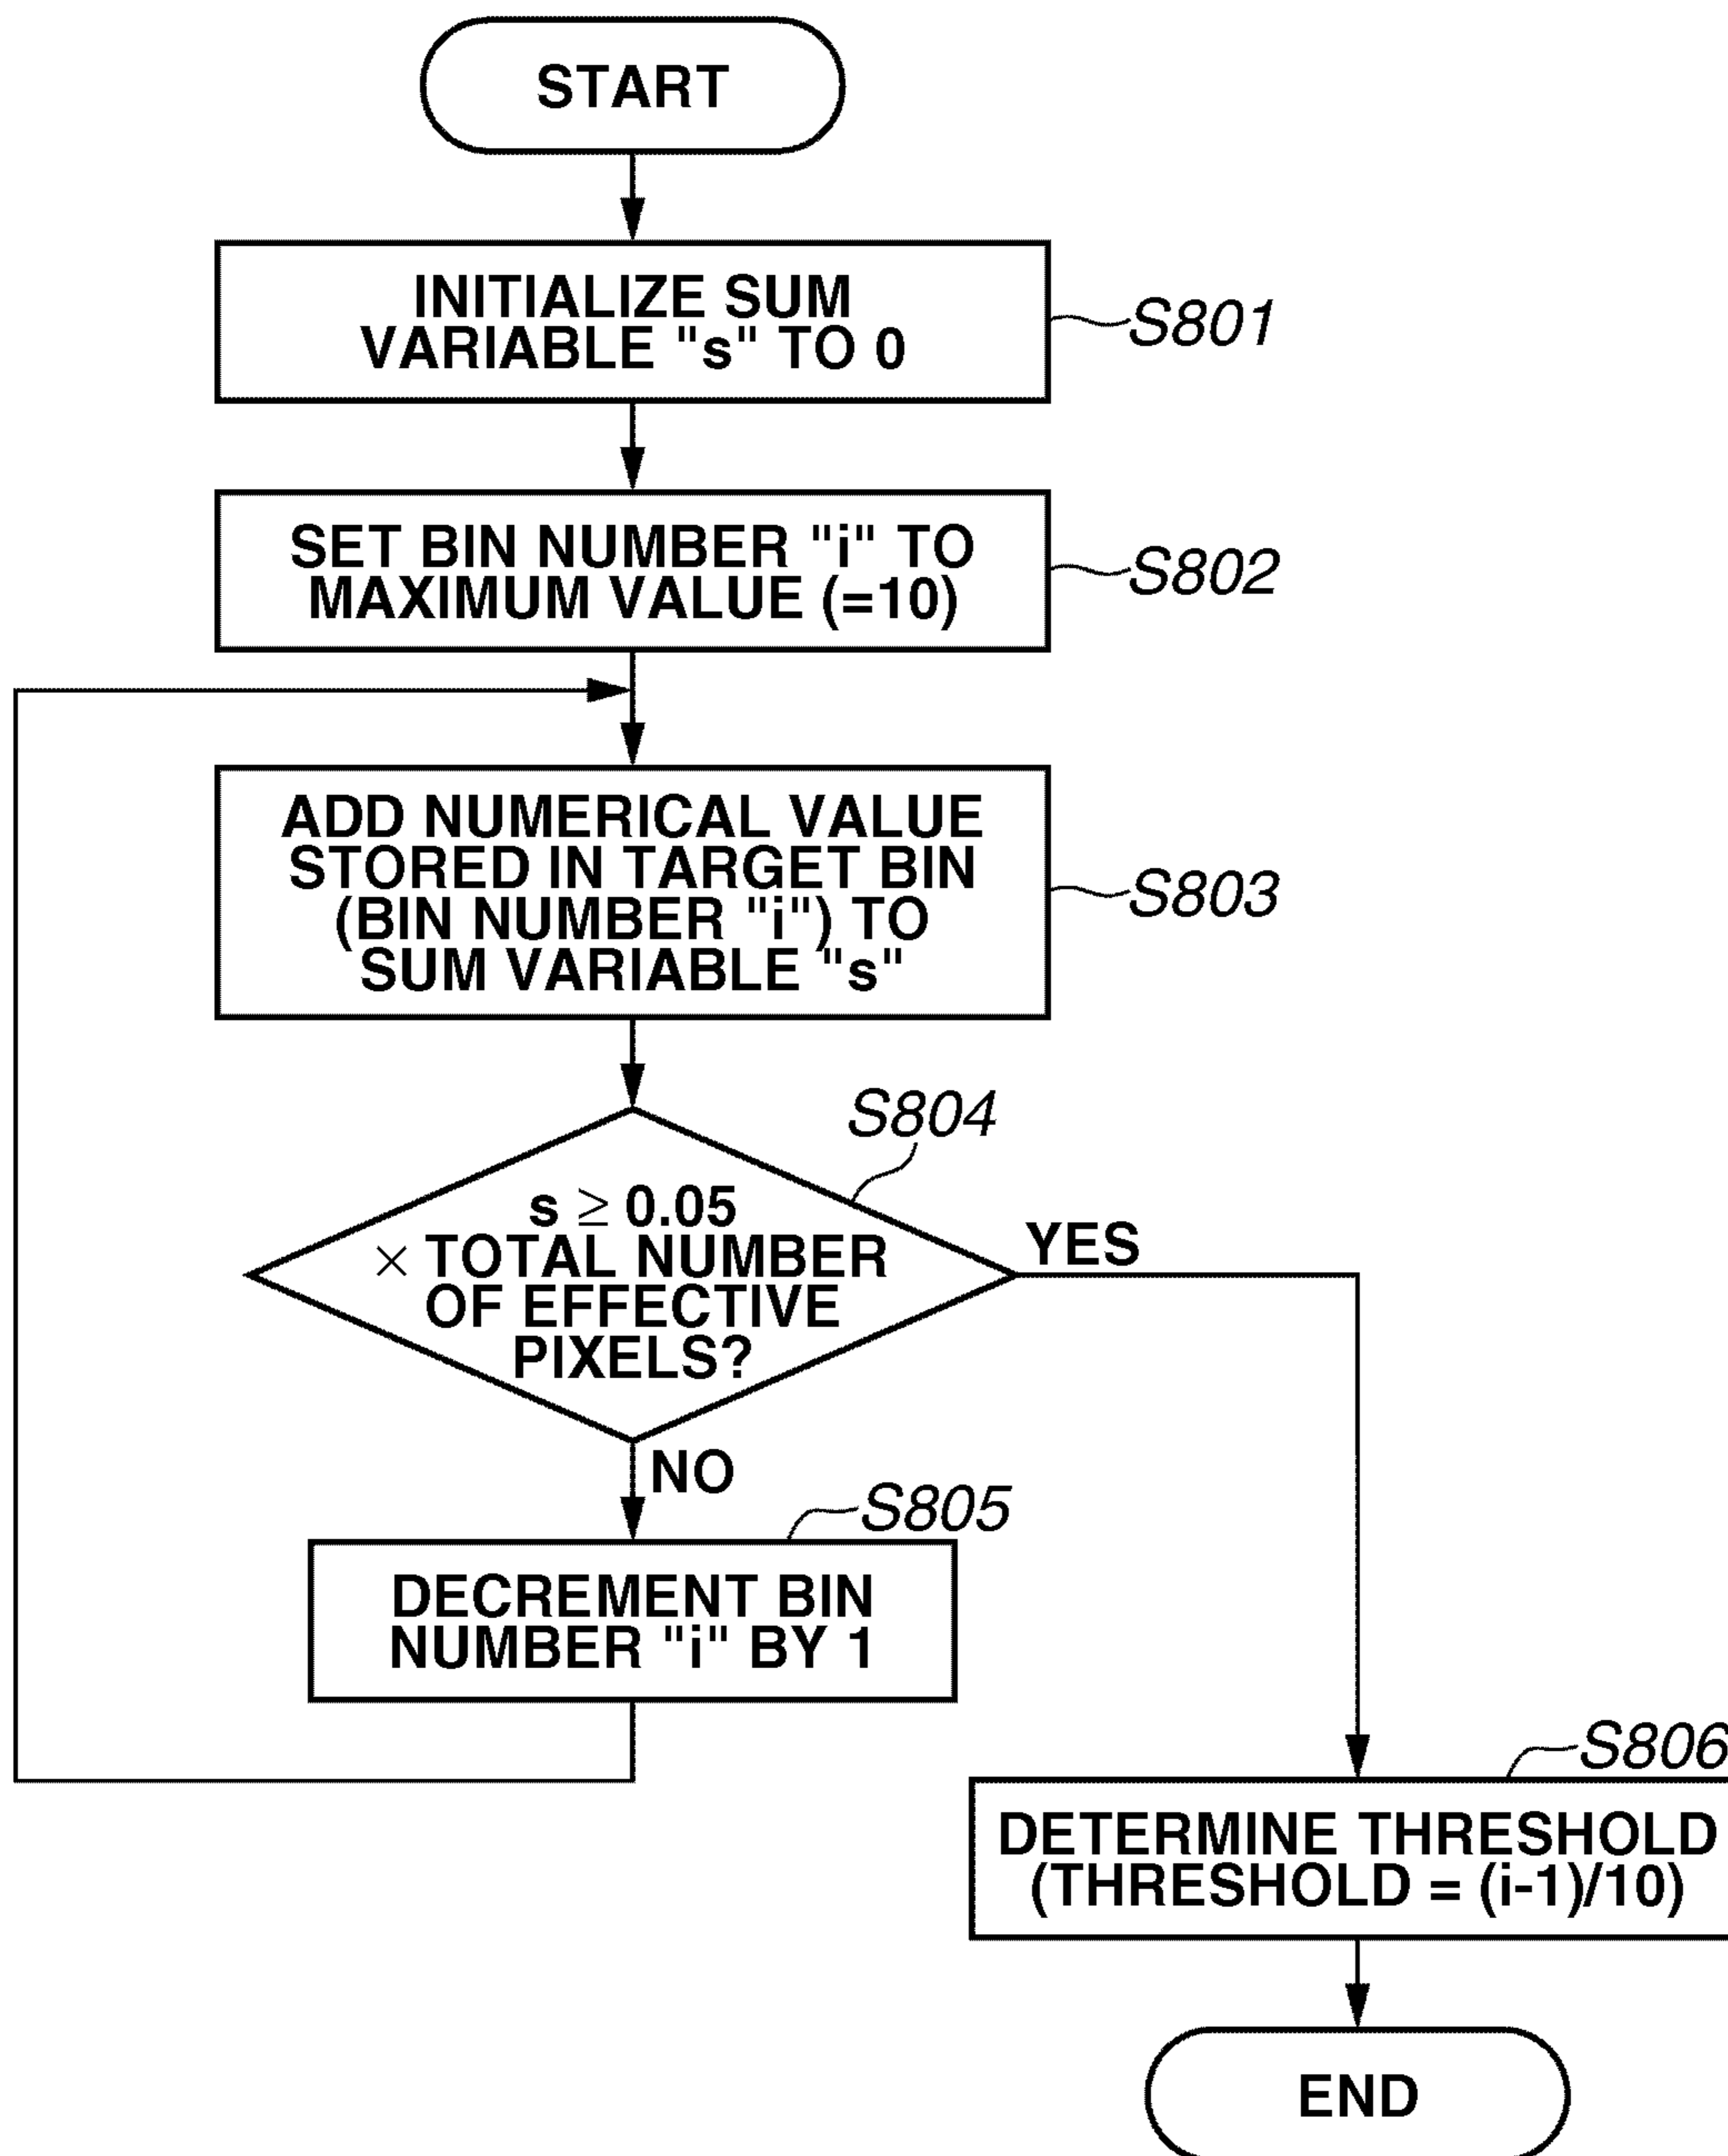 START
INITIALIZE SUM
VARIABLE "s" TO 0
S801
SET BIN NUMBER "i" TO
MAXIMUM VALUE (=10)
S802
ADD NUMERICAL VALUE
STORED IN TARGET BIN
(BIN NUMBER "i") TO
SUM VARIABLE "s"
S803
S804
s ≥ 0.05
× TOTAL NUMBER
OF EFFECTIVE
PIXELS?
YES
NO
S805
DECREMENT BIN
NUMBER "i" BY 1
S806
DETERMINE THRESHOLD
(THRESHOLD = (i-1)/10)
END